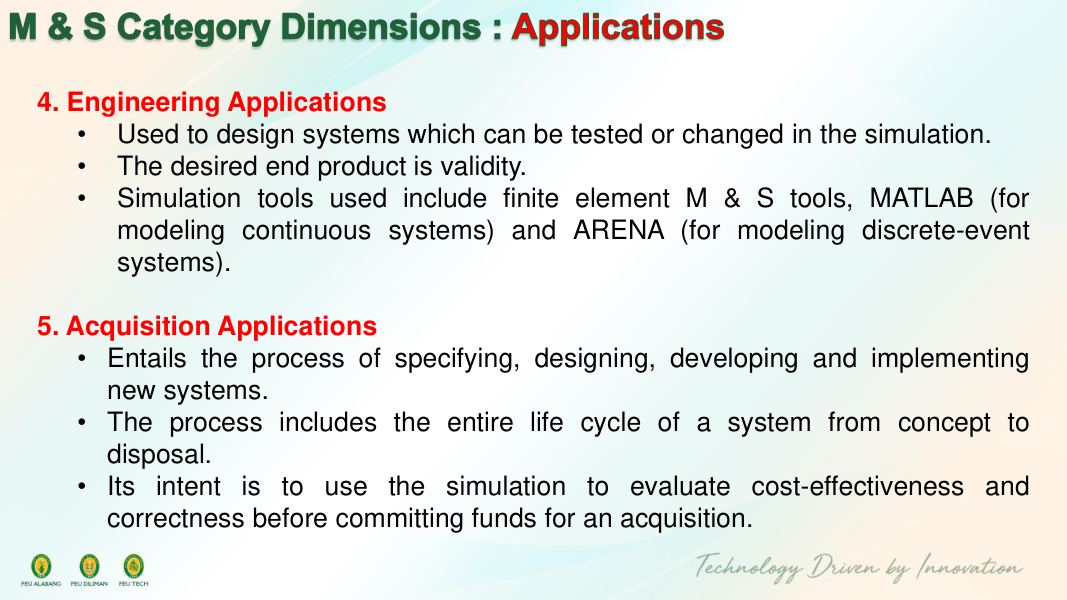 M & S Category Dimensions : Applications
4. Engineering Applications
• Used to design systems which can be tested or changed in the simulation.
• The desired end product is validity.
• Simulation tools used include finite element M & S tools, MATLAB (for
modeling continuous systems) and ARENA (for modeling discrete-event
systems).
5. Acquisition Applications
• Entails the process of specifying, designing, developing and implementing
new systems.
• The process includes the entire life cycle of a system from concept to
disposal.
• Its intent is to use the simulation to evaluate cost-effectiveness and
correctness before committing funds for an acquisition.
FEU ALABANG FEU DILIMAN FEU TECH
Technology Driven by Innovation